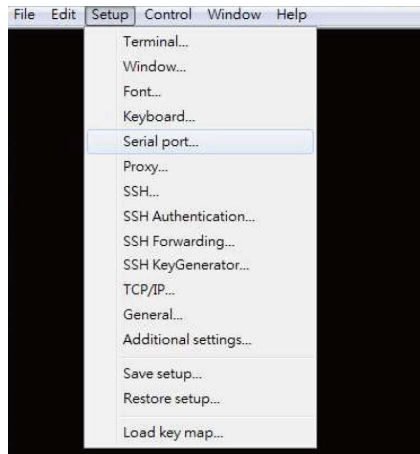 File Edit Setup Control Window Help
Terminal...
Window...
Font...
Keyboard...
Serial port...
Proxy...
SSH...
SSH Authentication...
SSH Forwarding...
SSH KeyGenerator...
TCP/IP...
General...
Additional settings...
Save setup...
Restore setup...
Load key map...